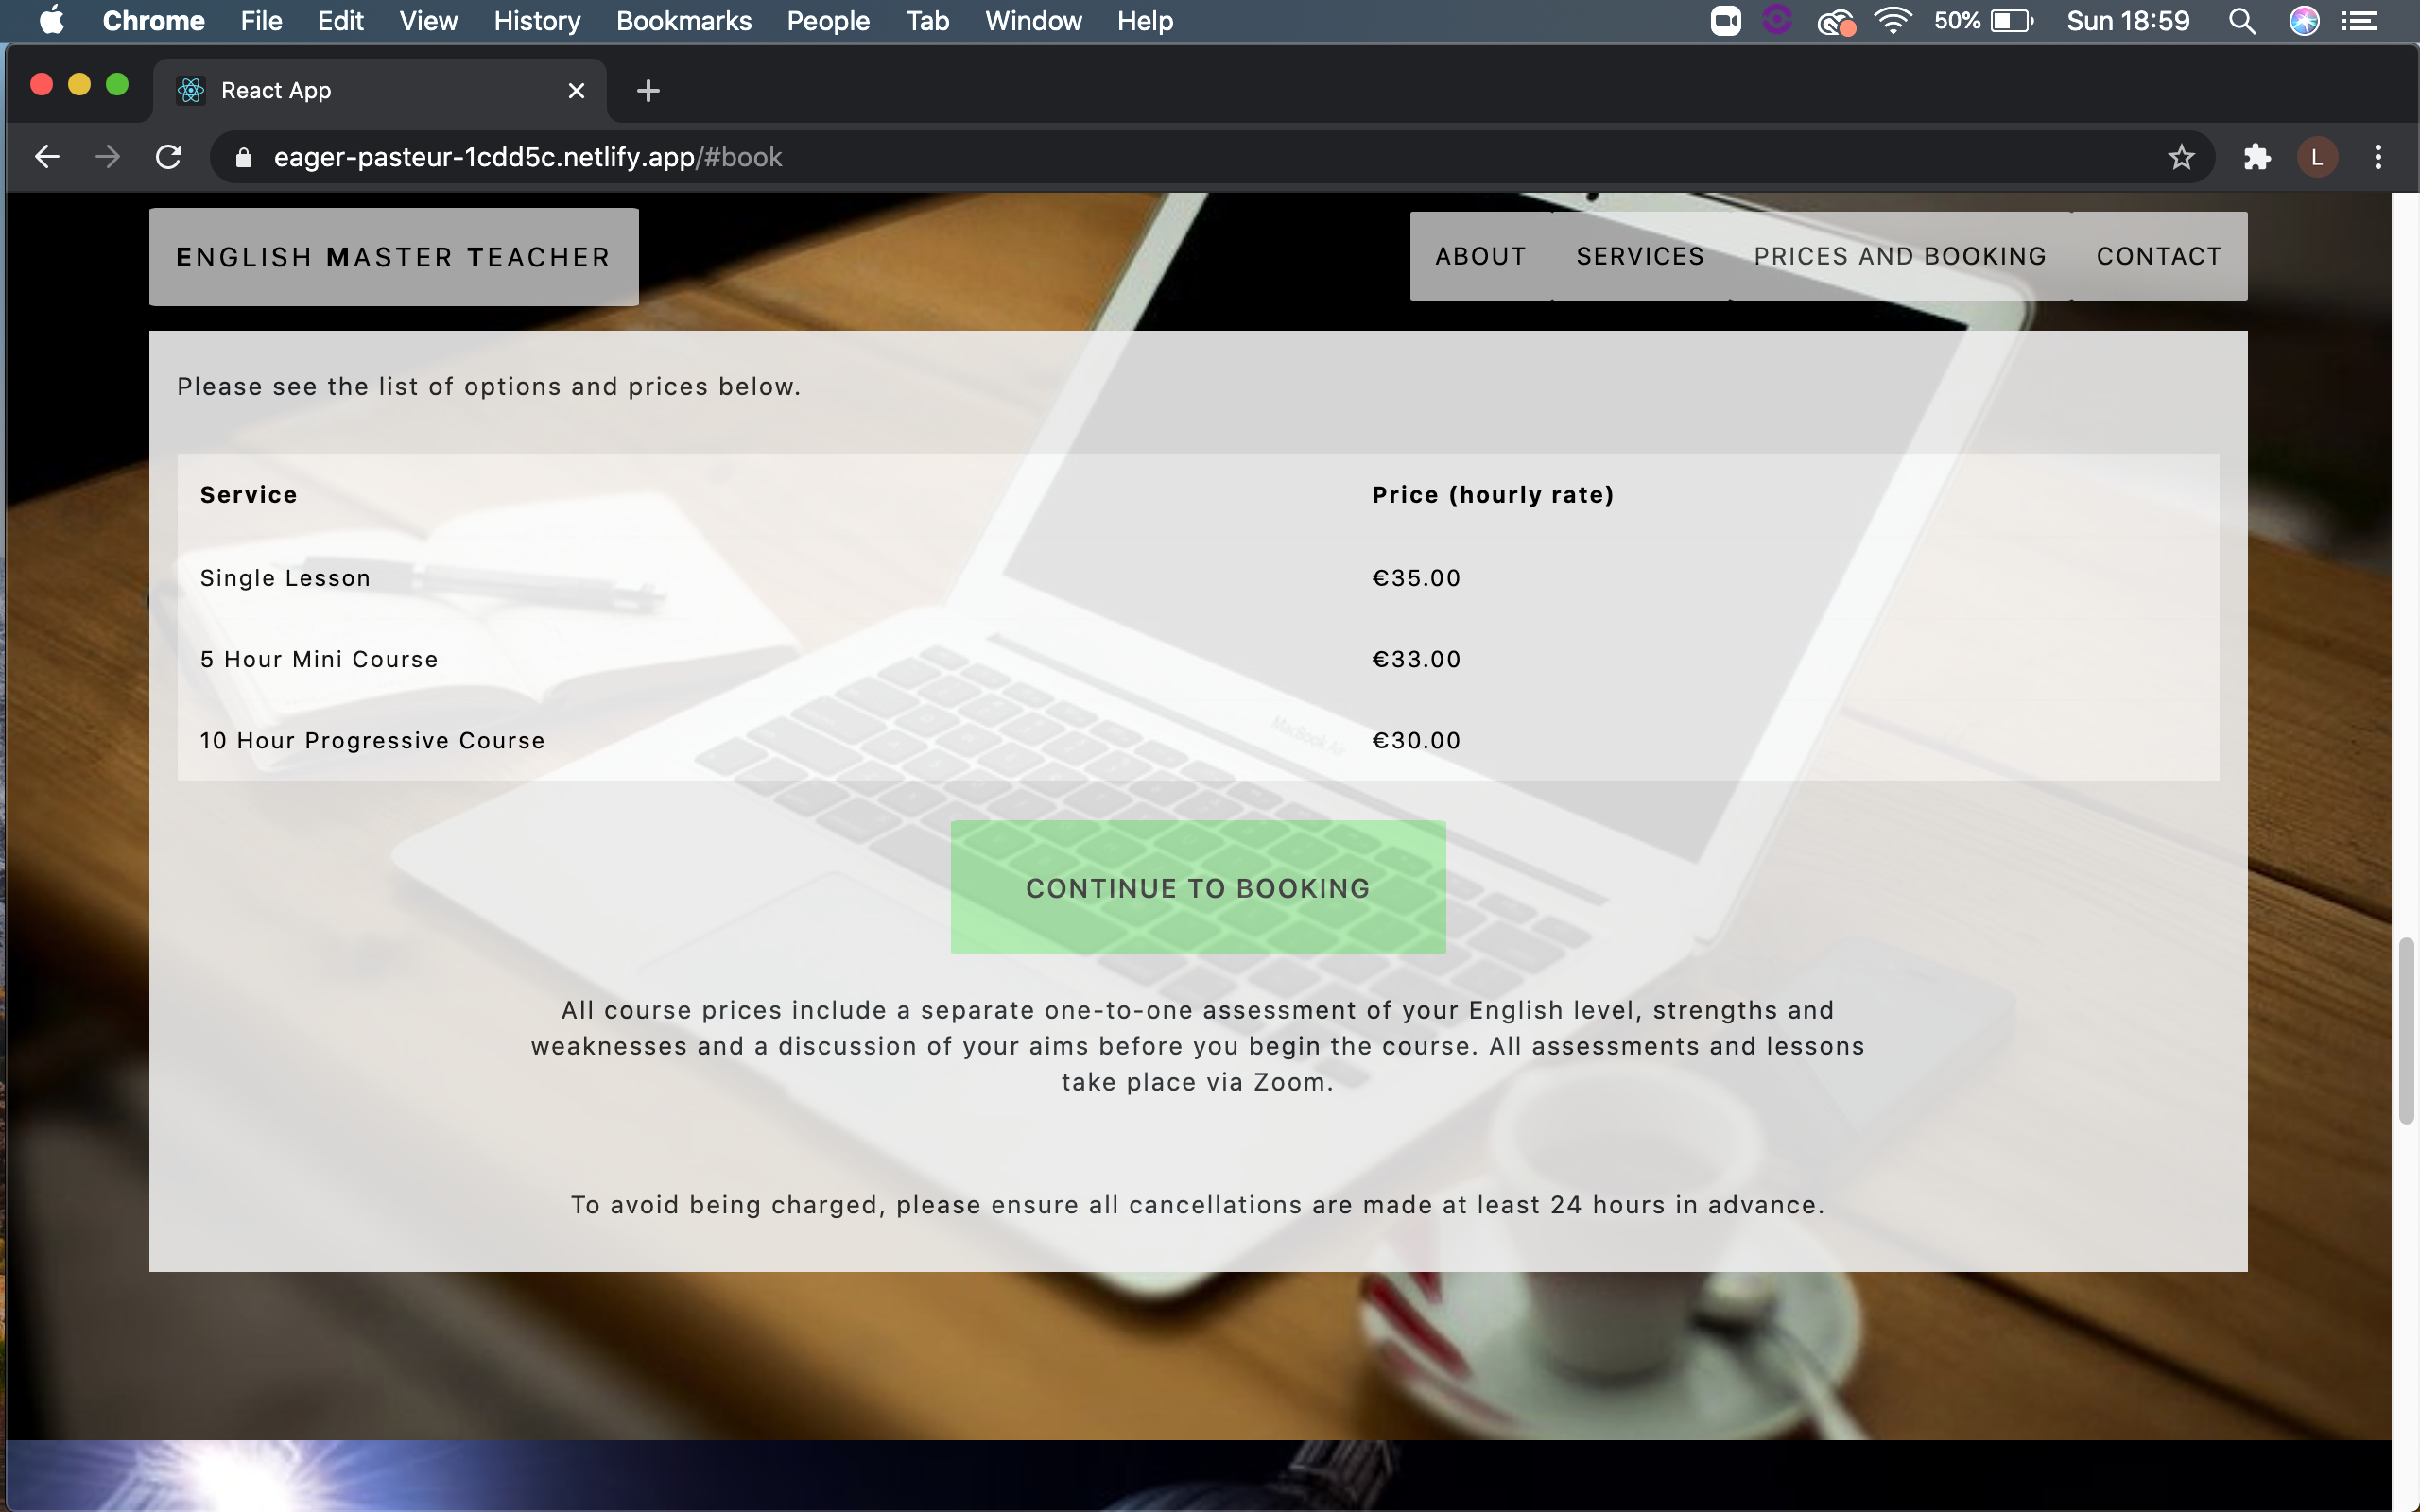 Chrome File Edit View History Bookmarks People Tab Window Help 50% Sun 18:59
React App
eager-pasteur-1cdd5c.netlify.app/#book L
ENGLISH MASTER TEACHER ABOUT SERVICES PRICES AND BOOKING CONTACT
Please see the list of options and prices below.
Service Price (hourly rate)
Single Lesson €35.00
5 Hour Mini Course €33.00
10 Hour Progressive Course €30.00
MacBook Air
CONTINUE TO BOOKING
All course prices include a separate one-to-one assessment of your English level, strengths and
weaknesses and a discussion of your aims before you begin the course. All assessments and lessons
take place via Zoom.
To avoid being charged, please ensure all cancellations are made at least 24 hours in advance.